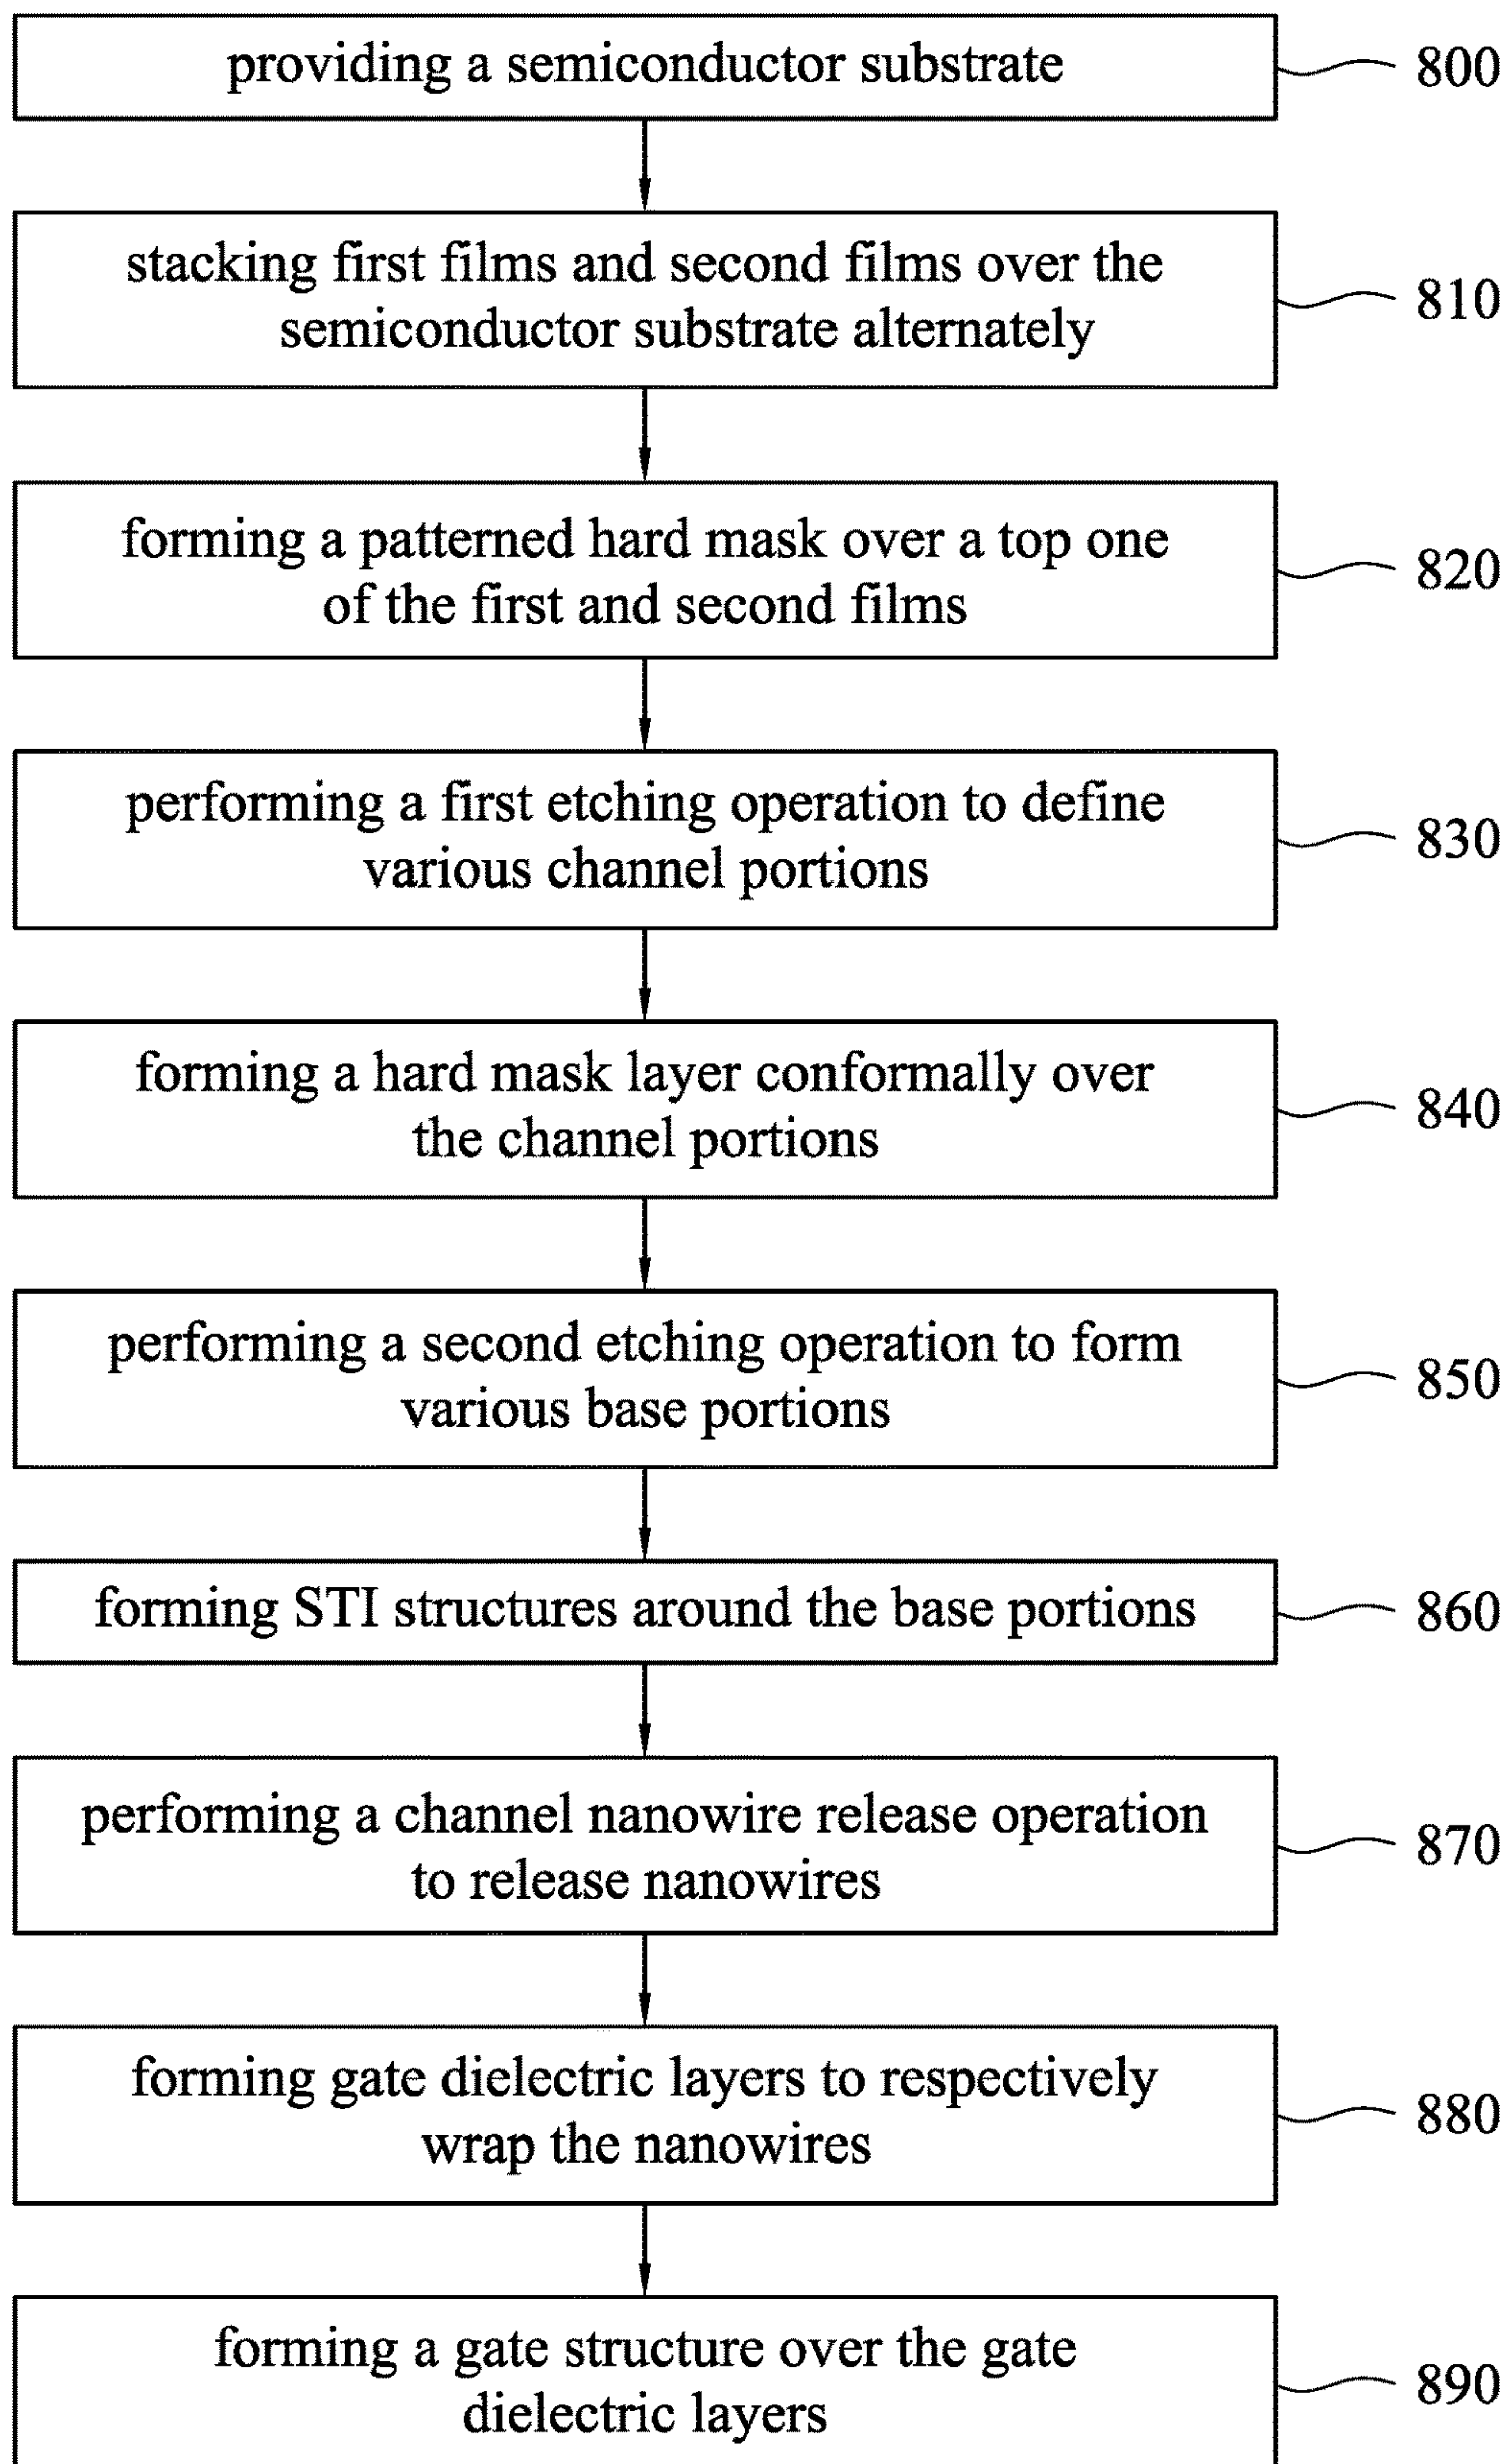 providing a semiconductor substrate
800
stacking first films and second films over the
semiconductor substrate alternately
810
forming a patterned hard mask over a top one
of the first and second films
820
performing a first etching operation to define
various channel portions
830
forming a hard mask layer conformally over
the channel portions
840
performing a second etching operation to form
various base portions
850
forming STI structures around the base portions
860
performing a channel nanowire release operation
to release nanowires
870
forming gate dielectric layers to respectively
wrap the nanowires
880
forming a gate structure over the gate
dielectric layers
890